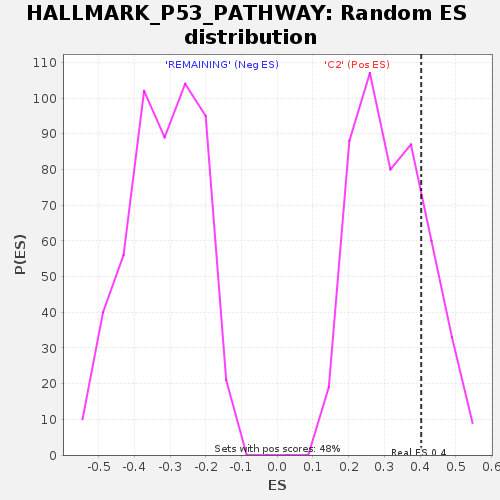 HALLMARK_P53_PATHWAY: Random ES
distribution
'REMAINING' (Neg ES)
'C2' (Pos ES)
110
100
90
80
70
60
50
40
30
20
10
0
P(ES)
Sets with pos scores: 48%
Real ES 0.4
-0.5 -0.4 -0.3 -0.2 -0.1 0.0 0.1 0.2 0.3 0.4 0.5 0.6
ES